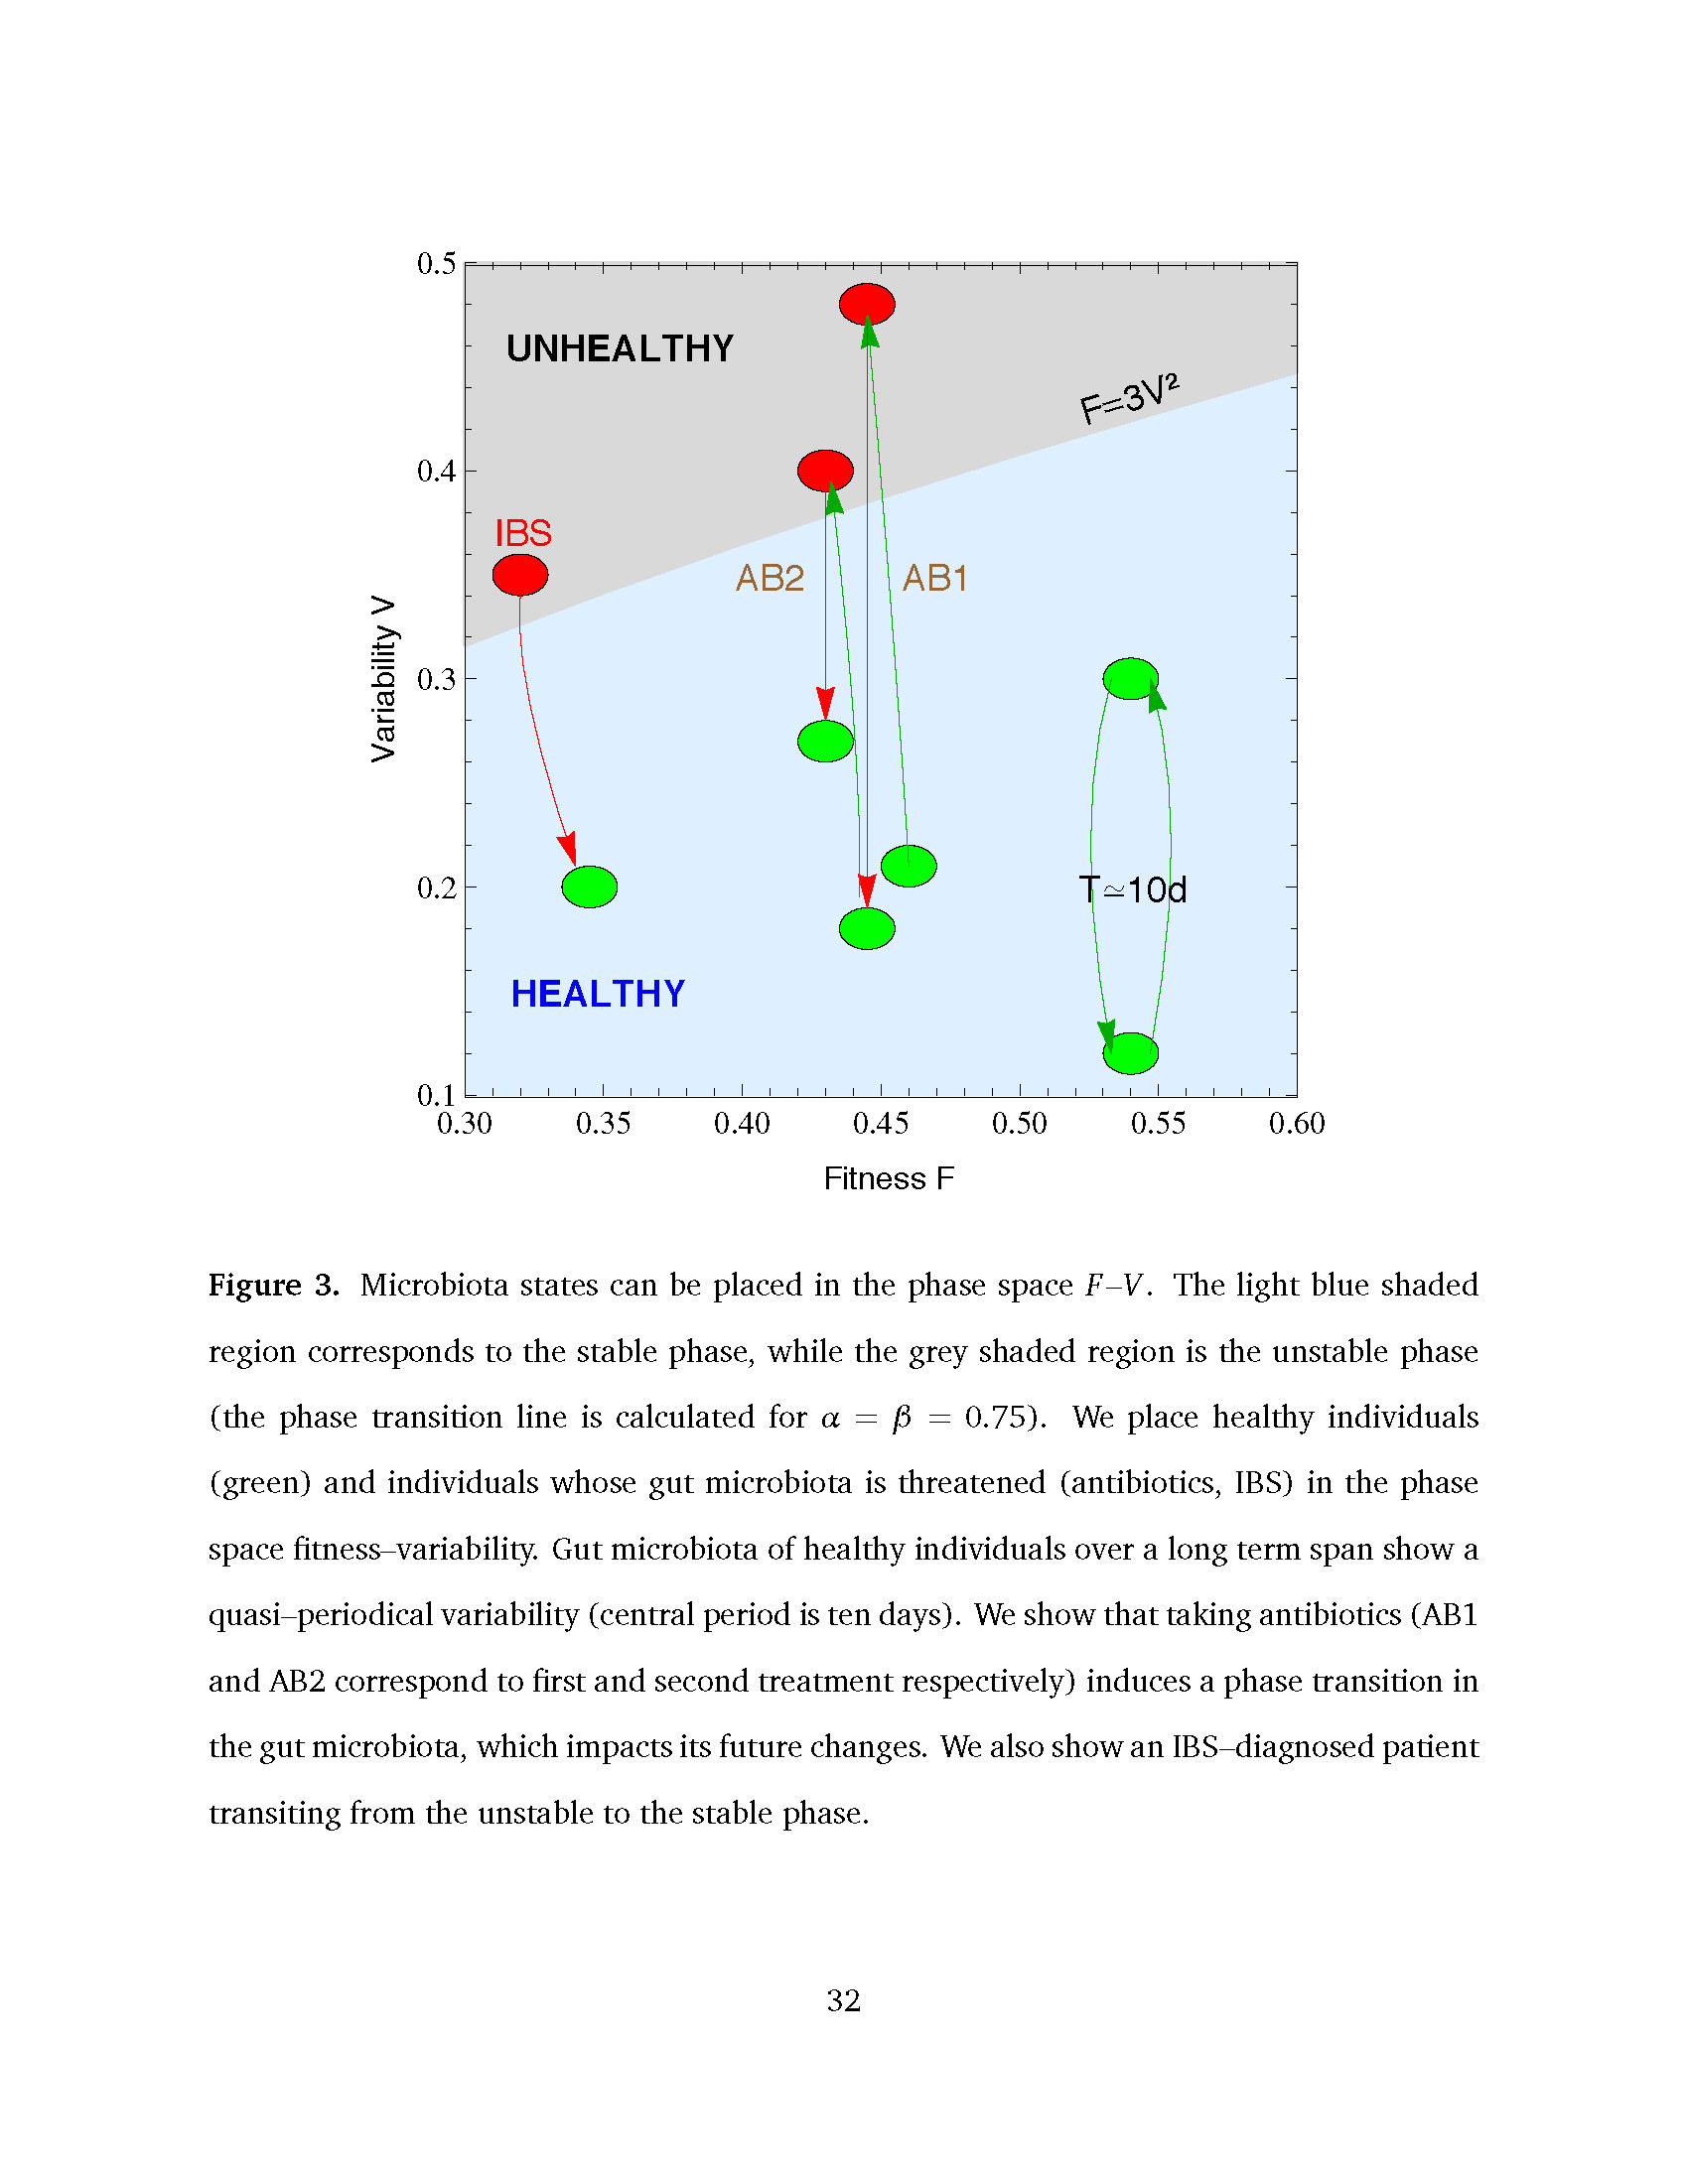 0.5
UNHEALTHY
F=3V²
0.4
IBS
AB2
AB1
Variability V
0.3
0.2
T≃10d
HEALTHY
0.1
0.30 0.35 0.40 0.45 0.50 0.55 0.60
Fitness F
Figure 3. Microbiota states can be placed in the phase space F–V. The light blue shaded
region corresponds to the stable phase, while the grey shaded region is the unstable phase
(the phase transition line is calculated for α = β = 0.75). We place healthy individuals
(green) and individuals whose gut microbiota is threatened (antibiotics, IBS) in the phase
space fitness–variability. Gut microbiota of healthy individuals over a long term span show a
quasi–periodical variability (central period is ten days). We show that taking antibiotics (AB1
and AB2 correspond to first and second treatment respectively) induces a phase transition in
the gut microbiota, which impacts its future changes. We also show an IBS–diagnosed patient
transiting from the unstable to the stable phase.
32